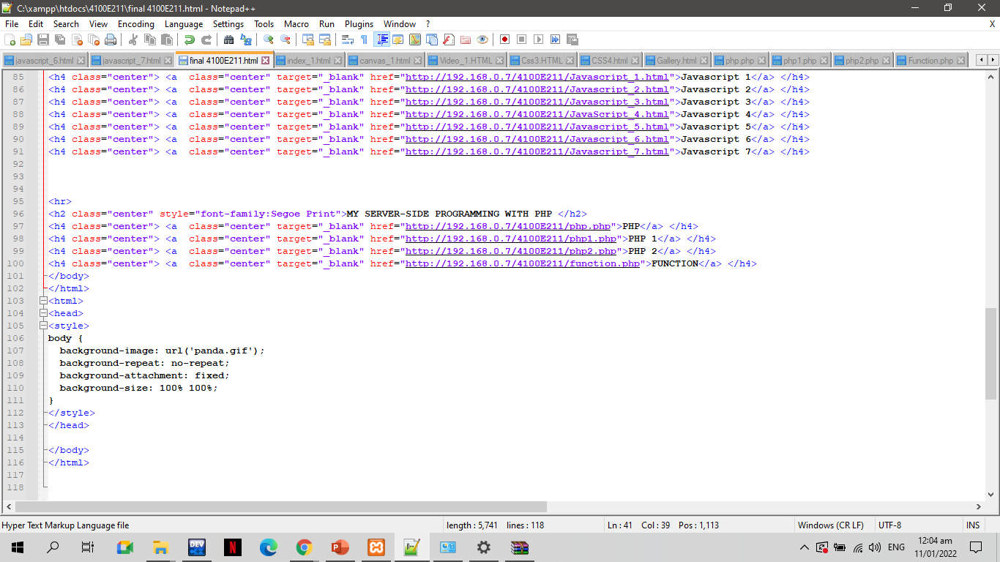 C:\xampp\htdocs\4100E211\final 4100E211.html - Notepad++
File Edit Search View Encoding Language Settings Tools Macro Run Plugins Window ? X
javascript_6.html javascript_7.html final 4100E211.html index_1.html canvas_1.html Video_1.HTML Css3.HTML CSS4.html Gallery.html php.php php1.php php2.php Function.php
85 <h4 class="center"> <a  class="center" target="_blank" href="http://192.168.0.7/4100E211/Javascript_1.html">Javascript 1</a> </h4>
86 <h4 class="center"> <a  class="center" target="_blank" href="http://192.168.0.7/4100E211/Javascript_2.html">Javascript 2</a> </h4>
87 <h4 class="center"> <a  class="center" target="_blank" href="http://192.168.0.7/4100E211/Javascript_3.html">Javascript 3</a> </h4>
88 <h4 class="center"> <a  class="center" target="_blank" href="http://192.168.0.7/4100E211/JavaScript_4.html">Javascript 4</a> </h4>
89 <h4 class="center"> <a  class="center" target="_blank" href="http://192.168.0.7/4100E211/Javascript_5.html">Javascript 5</a> </h4>
90 <h4 class="center"> <a  class="center" target="_blank" href="http://192.168.0.7/4100E211/Javascript_6.html">Javascript 6</a> </h4>
91 <h4 class="center"> <a  class="center" target="_blank" href="http://192.168.0.7/4100E211/Javascript_7.html">Javascript 7</a> </h4>
92
93
94
95 <hr>
96 <h2 class="center" style="font-family:Segoe Print">MY SERVER-SIDE PROGRAMMING WITH PHP </h2>
97 <h4 class="center"> <a  class="center" target="_blank" href="http://192.168.0.7/4100E211/php.php">PHP</a> </h4>
98 <h4 class="center"> <a  class="center" target="_blank" href="http://192.168.0.7/4100E211/php1.php">PHP 1</a> </h4>
99 <h4 class="center"> <a  class="center" target="_blank" href="http://192.168.0.7/4100E211/php2.php">PHP 2</a> </h4>
100 <h4 class="center"> <a  class="center" target="_blank" href="http://192.168.0.7/4100E211/function.php">FUNCTION</a> </h4>
101 </body>
102 </html>
103 <html>
104 <head>
105 <style>
106 body {
107   background-image: url('panda.gif');
108   background-repeat: no-repeat;
109   background-attachment: fixed;
110   background-size: 100% 100%;
111 }
112 </style>
113 </head>
114
115 </body>
116 </html>
117
118
Hyper Text Markup Language file length : 5,741 lines : 118 Ln : 41 Col : 39 Pos : 1,113 Windows (CR LF) UTF-8 INS
DEV N P ENG 12:04 am
11/01/2022